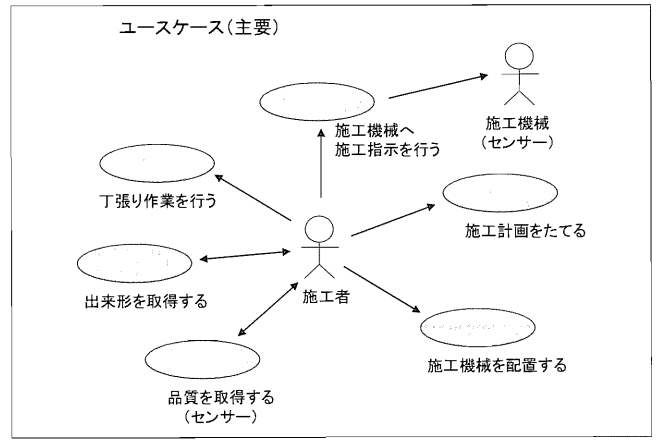 ユースケース(主要)
施工機械へ
施工指示を行う
施工機械
(センサー)
丁張り作業を行う
施工計画をたてる
出来形を取得する
施工者
施工機械を配置する
品質を取得する
(センサー)